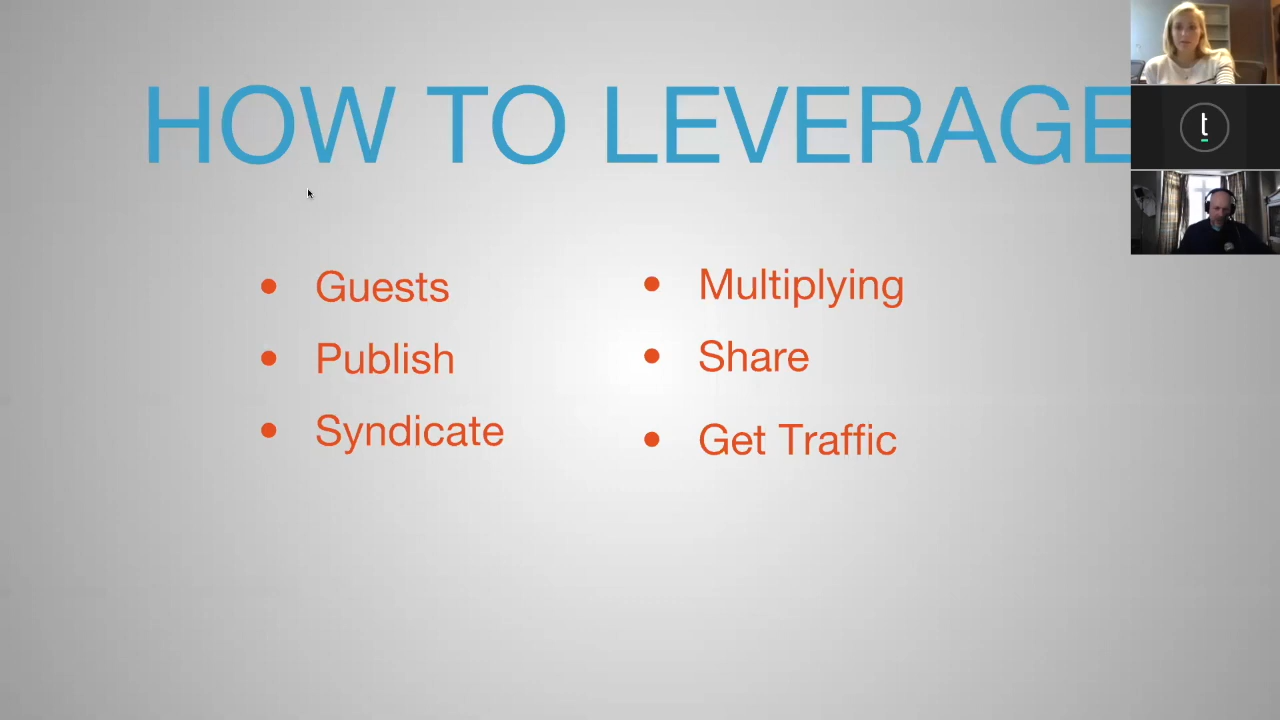 HOW TO LEVERAGE
Guests
Publish
Syndicate
Multiplying
Share
Get Traffic
t